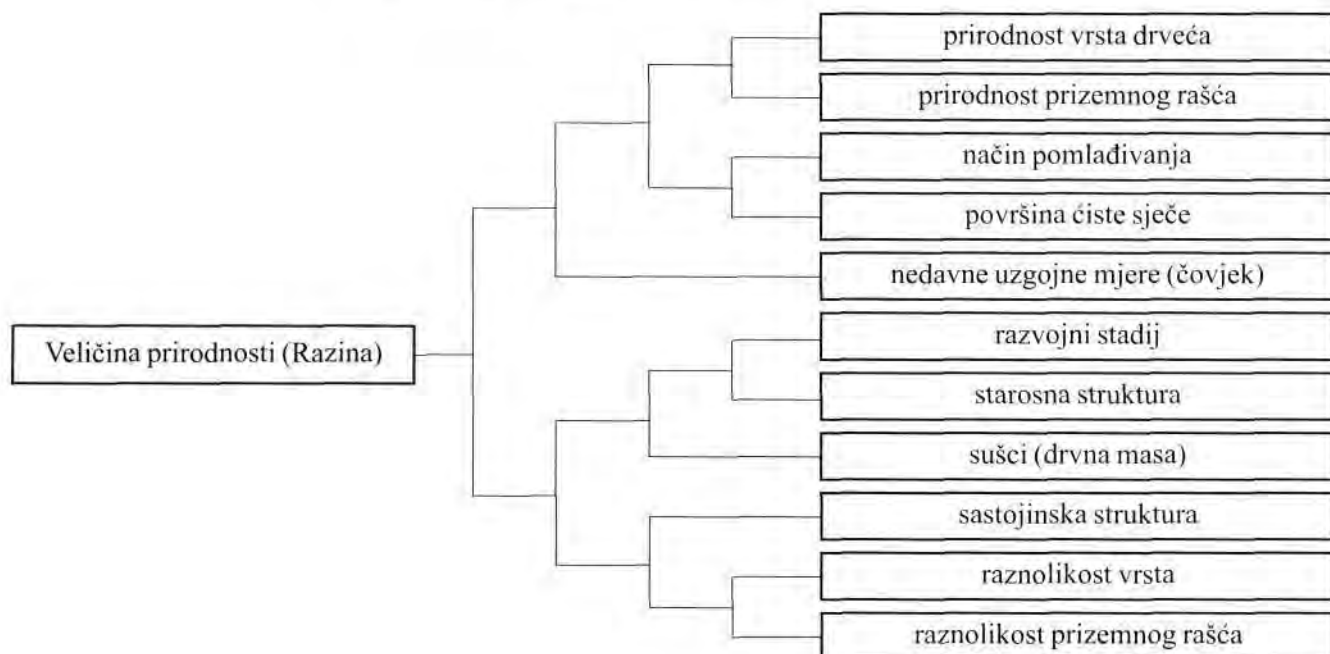 prirodnost vrsta drveća
prirodnost prizemnog rašća
način pomlađivanja
površina ćiste sječe
nedavne uzgojne mjere (čovjek)
Veličina prirodnosti (Razina)
razvojni stadij
starosna struktura
sušci (drvna masa)
sastojinska struktura
raznolikost vrsta
raznolikost prizemnog rašća